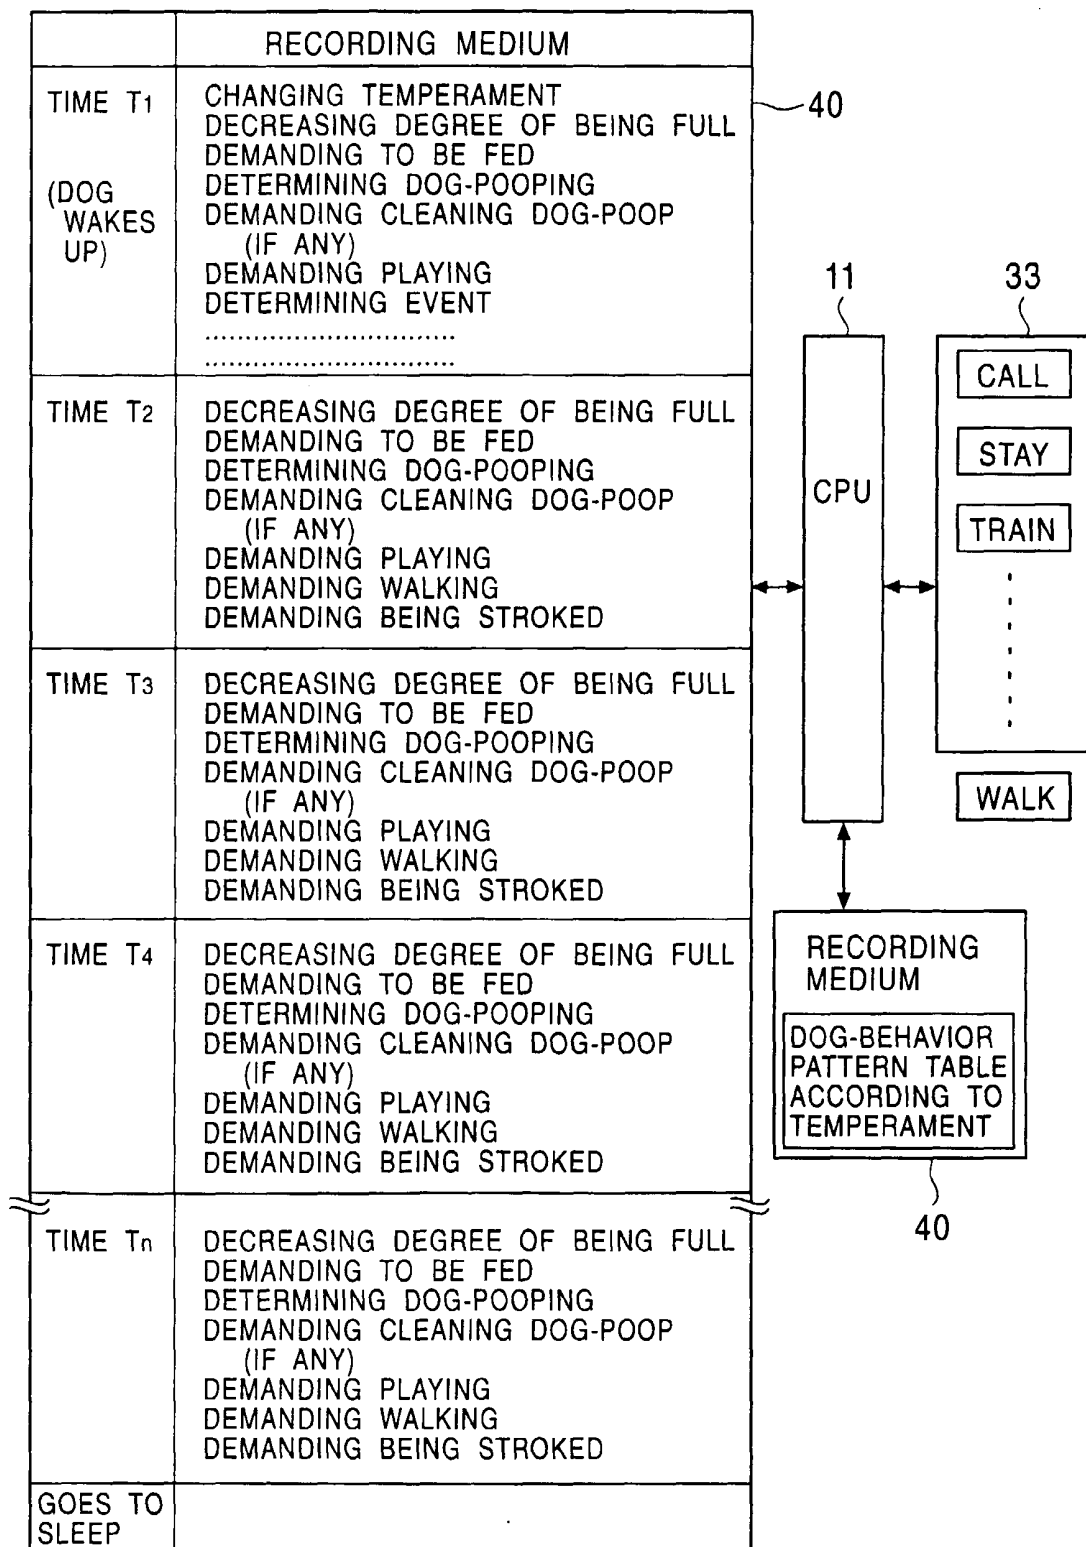 RECORDING MEDIUM
TIME T1
(DOG
WAKES
UP)
CHANGING TEMPERAMENT
DECREASING DEGREE OF BEING FULL
DEMANDING TO BE FED
DETERMINING DOG-POOPING
DEMANDING CLEANING DOG-POOP
(IF ANY)
DEMANDING PLAYING
DETERMINING EVENT
...............................
...............................
40
TIME T2
DECREASING DEGREE OF BEING FULL
DEMANDING TO BE FED
DETERMINING DOG-POOPING
DEMANDING CLEANING DOG-POOP
(IF ANY)
DEMANDING PLAYING
DEMANDING WALKING
DEMANDING BEING STROKED
TIME T3
DECREASING DEGREE OF BEING FULL
DEMANDING TO BE FED
DETERMINING DOG-POOPING
DEMANDING CLEANING DOG-POOP
(IF ANY)
DEMANDING PLAYING
DEMANDING WALKING
DEMANDING BEING STROKED
TIME T4
DECREASING DEGREE OF BEING FULL
DEMANDING TO BE FED
DETERMINING DOG-POOPING
DEMANDING CLEANING DOG-POOP
(IF ANY)
DEMANDING PLAYING
DEMANDING WALKING
DEMANDING BEING STROKED
TIME Tn
DECREASING DEGREE OF BEING FULL
DEMANDING TO BE FED
DETERMINING DOG-POOPING
DEMANDING CLEANING DOG-POOP
(IF ANY)
DEMANDING PLAYING
DEMANDING WALKING
DEMANDING BEING STROKED
GOES TO
SLEEP
11
CPU
33
CALL
STAY
TRAIN
WALK
RECORDING
MEDIUM
DOG-BEHAVIOR
PATTERN TABLE
ACCORDING TO
TEMPERAMENT
40